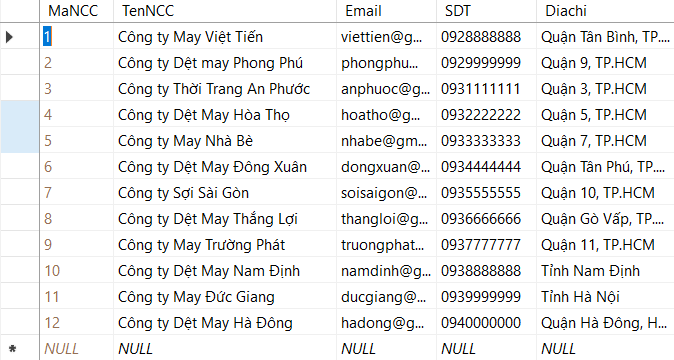 MaNCC TenNCC Email SDT Diachi
1 Công ty May Việt Tiến viettien@g... 0928888888 Quận Tân Bình, TP....
2 Công ty Dệt may Phong Phú phongphu... 0929999999 Quận 9, TP.HCM
3 Công ty Thời Trang An Phước anphuoc@g... 0931111111 Quận 3, TP.HCM
4 Công ty Dệt May Hòa Thọ hoatho@g... 0932222222 Quận 5, TP.HCM
5 Công ty May Nhà Bè nhabe@gm... 0933333333 Quận 7, TP.HCM
6 Công ty Dệt May Đông Xuân dongxuan@... 0934444444 Quận Tân Phú, TP....
7 Công ty Sợi Sài Gòn soisaigon@... 0935555555 Quận 10, TP.HCM
8 Công ty Dệt May Thắng Lợi thangloi@g... 0936666666 Quận Gò Vấp, TP....
9 Công ty May Trường Phát truongphat... 0937777777 Quận 11, TP.HCM
10 Công ty Dệt May Nam Định namdinh@g... 0938888888 Tỉnh Nam Định
11 Công ty May Đức Giang ducgiang@... 0939999999 Tỉnh Hà Nội
12 Công ty Dệt May Hà Đông hadong@g... 0940000000 Quận Hà Đông, H...
NULL NULL NULL NULL NULL